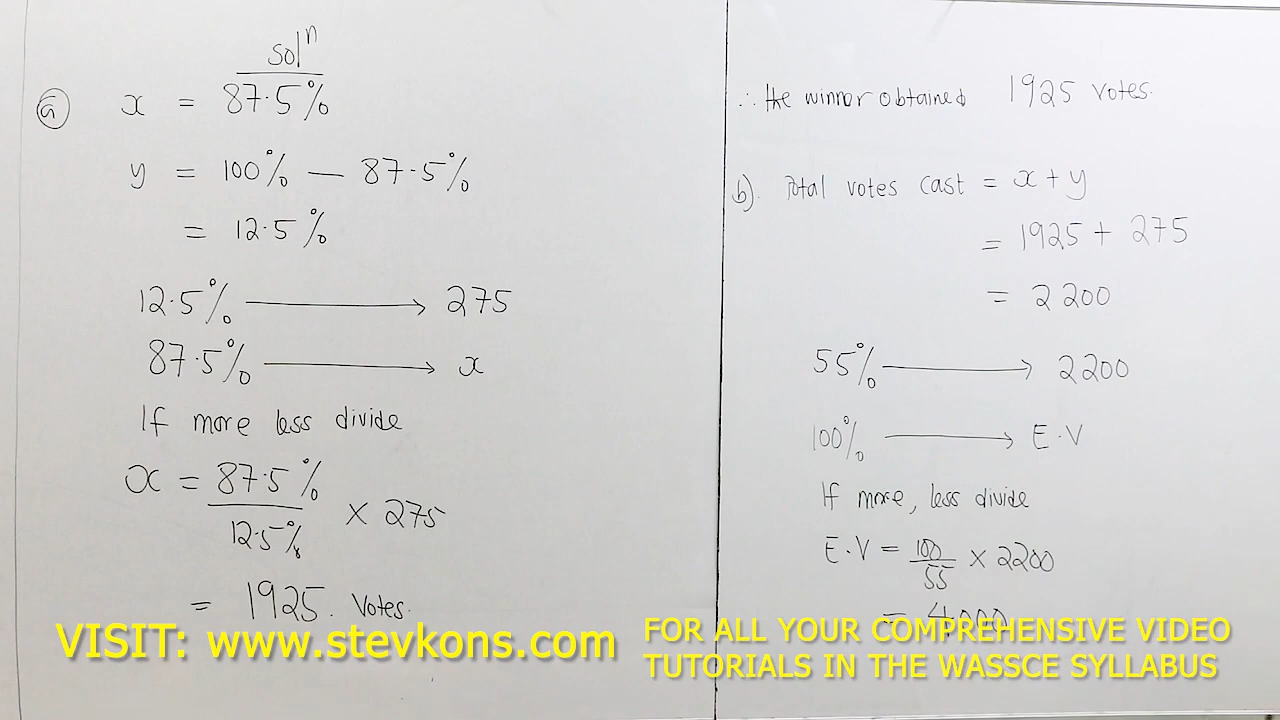 solⁿ
a x = 87.5%
y = 100% — 87.5%
= 12.5%
12.5% ⟶ 275
87.5% ⟶ x
If more less divide
x = 87.5% / 12.5% × 275
= 1925. Votes.
∴ the winner obtained 1925 votes.
b). Total votes cast = x + y
= 1925 + 275
= 2200
55% ⟶ 2200
100% ⟶ E.V
If more, less divide
E.V = 100/55 × 2200
= 4000
VISIT: www.stevkons.com
FOR ALL YOUR COMPREHENSIVE VIDEO
TUTORIALS IN THE WASSCE SYLLABUS